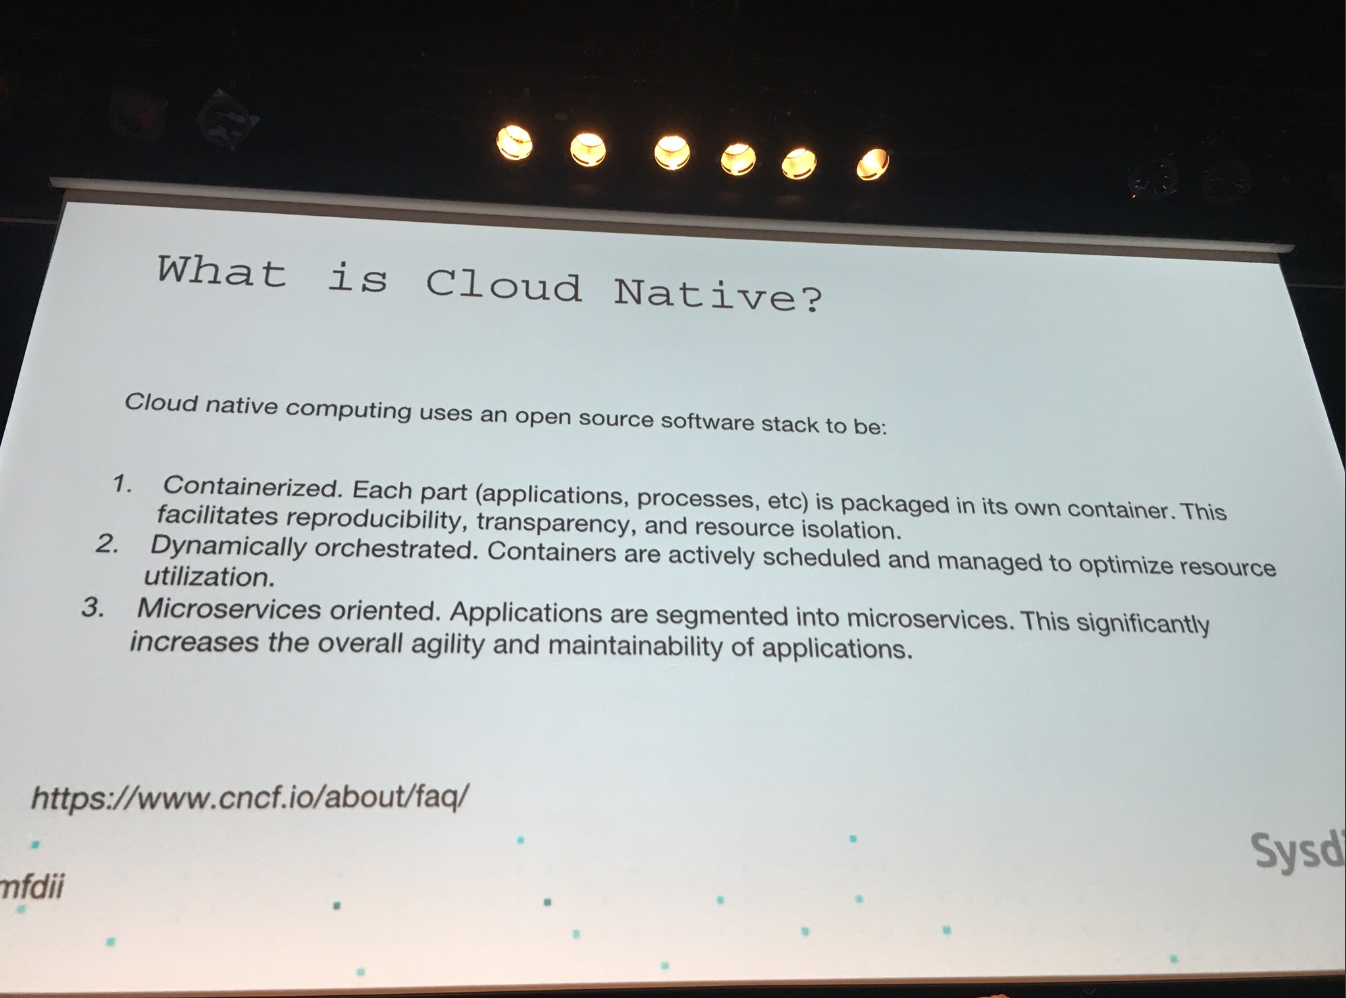 What is Cloud Native?
Cloud native computing uses an open source software stack to be:
1. Containerized. Each part (applications, processes, etc) is packaged in its own container. This
facilitates reproducibility, transparency, and resource isolation.
2. Dynamically orchestrated. Containers are actively scheduled and managed to optimize resource
utilization.
3. Microservices oriented. Applications are segmented into microservices. This significantly
increases the overall agility and maintainability of applications.
https://www.cncf.io/about/faq/
mfdii
Sysd